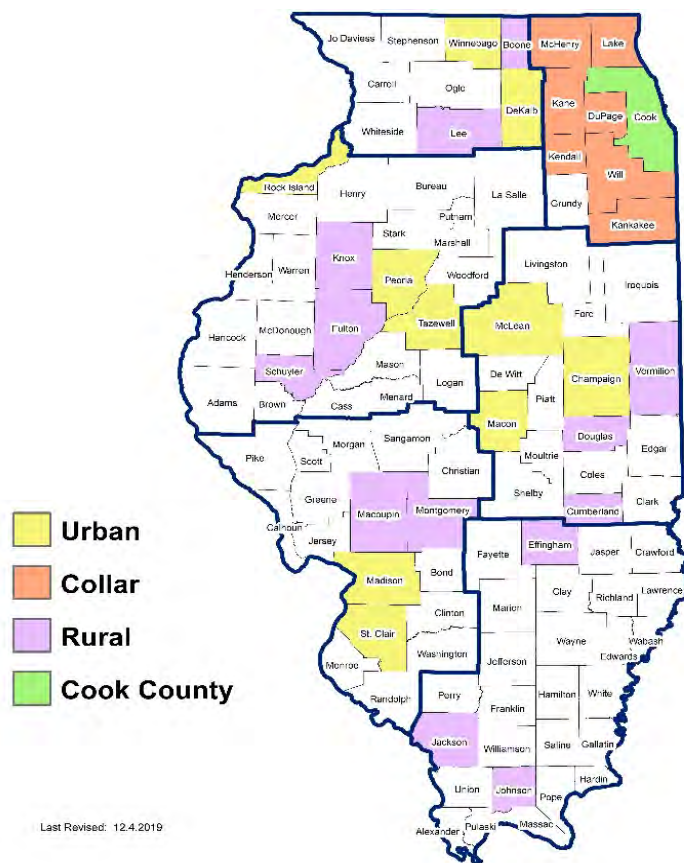 Jo Daviess
Stephenson
Winnebago
Boone
McHenry
Lake
Carroll
Ogle
DeKalb
Kane
DuPage
Cook
Whiteside
Lee
Kendall
Will
Rock Island
Henry
Bureau
La Salle
Grundy
Mercer
Putnam
Kankakee
Stark
Marshall
Knox
Livingston
Henderson
Warren
Peoria
Woodford
Iroquois
Ford
Hancock
McDonough
Fulton
Tazewell
McLean
Mason
De Witt
Vermilion
Schuyler
Logan
Champaign
Adams
Brown
Cass
Menard
Piatt
Macon
Pike
Scott
Morgan
Sangamon
Douglas
Christian
Moultrie
Edgar
Greene
Coles
Shelby
Macoupin
Montgomery
Clark
Calhoun
Jersey
Cumberland
Urban
Fayette
Effingham
Jasper
Crawford
Madison
Bond
Clay
Richland
Lawrence
Collar
Clinton
Marion
St. Clair
Wayne
Wabash
Rural
Washington
Edwards
Monroe
Jefferson
Cook County
Randolph
Perry
Hamilton
White
Franklin
Jackson
Williamson
Saline
Gallatin
Union
Johnson
Pope
Hardin
Last Revised: 12.4.2019
Alexander
Pulaski
Massac